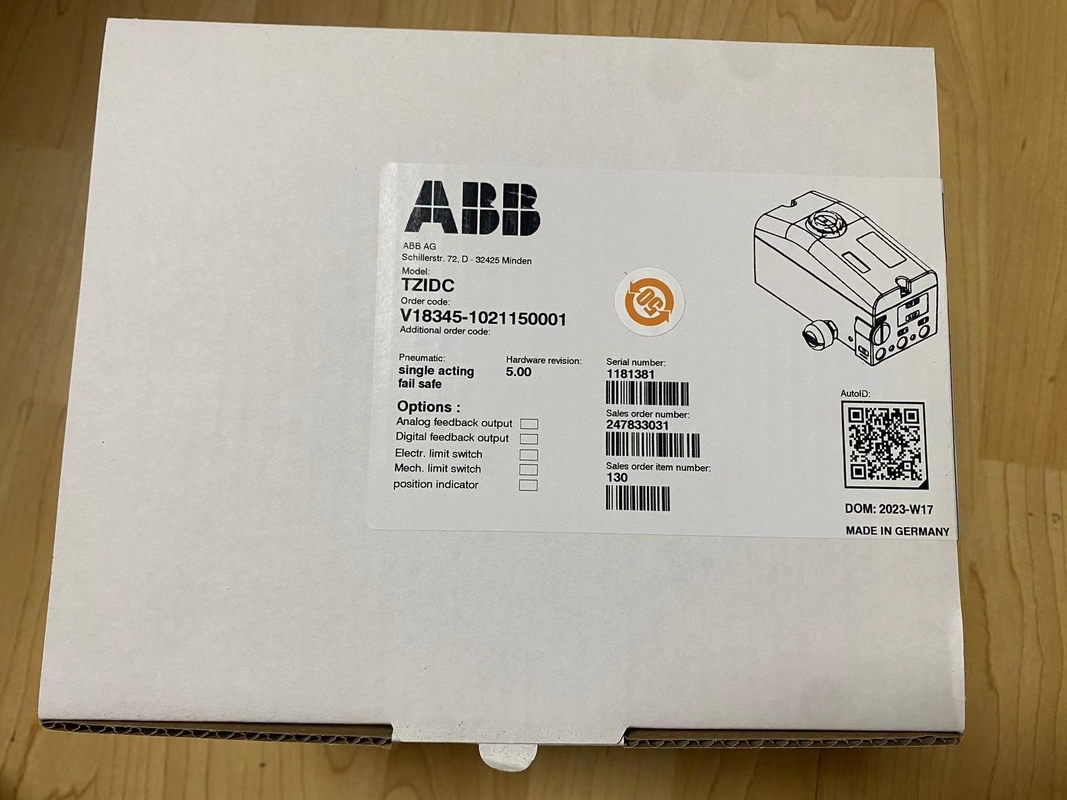 ABB
ABB AG
Schillerstr. 72, D - 32425 Minden
Model:
TZIDC
Order code:
V18345-1021150001
Additional order code:
Pneumatic:
single acting
fail safe
Hardware revision:
5.00
Options :
Analog feedback output
Digital feedback output
Electr. limit switch
Mech. limit switch
position indicator
Serial number:
1181381
Sales order number:
247833031
Sales order item number:
130
AutoID:
DOM: 2023-W17
MADE IN GERMANY